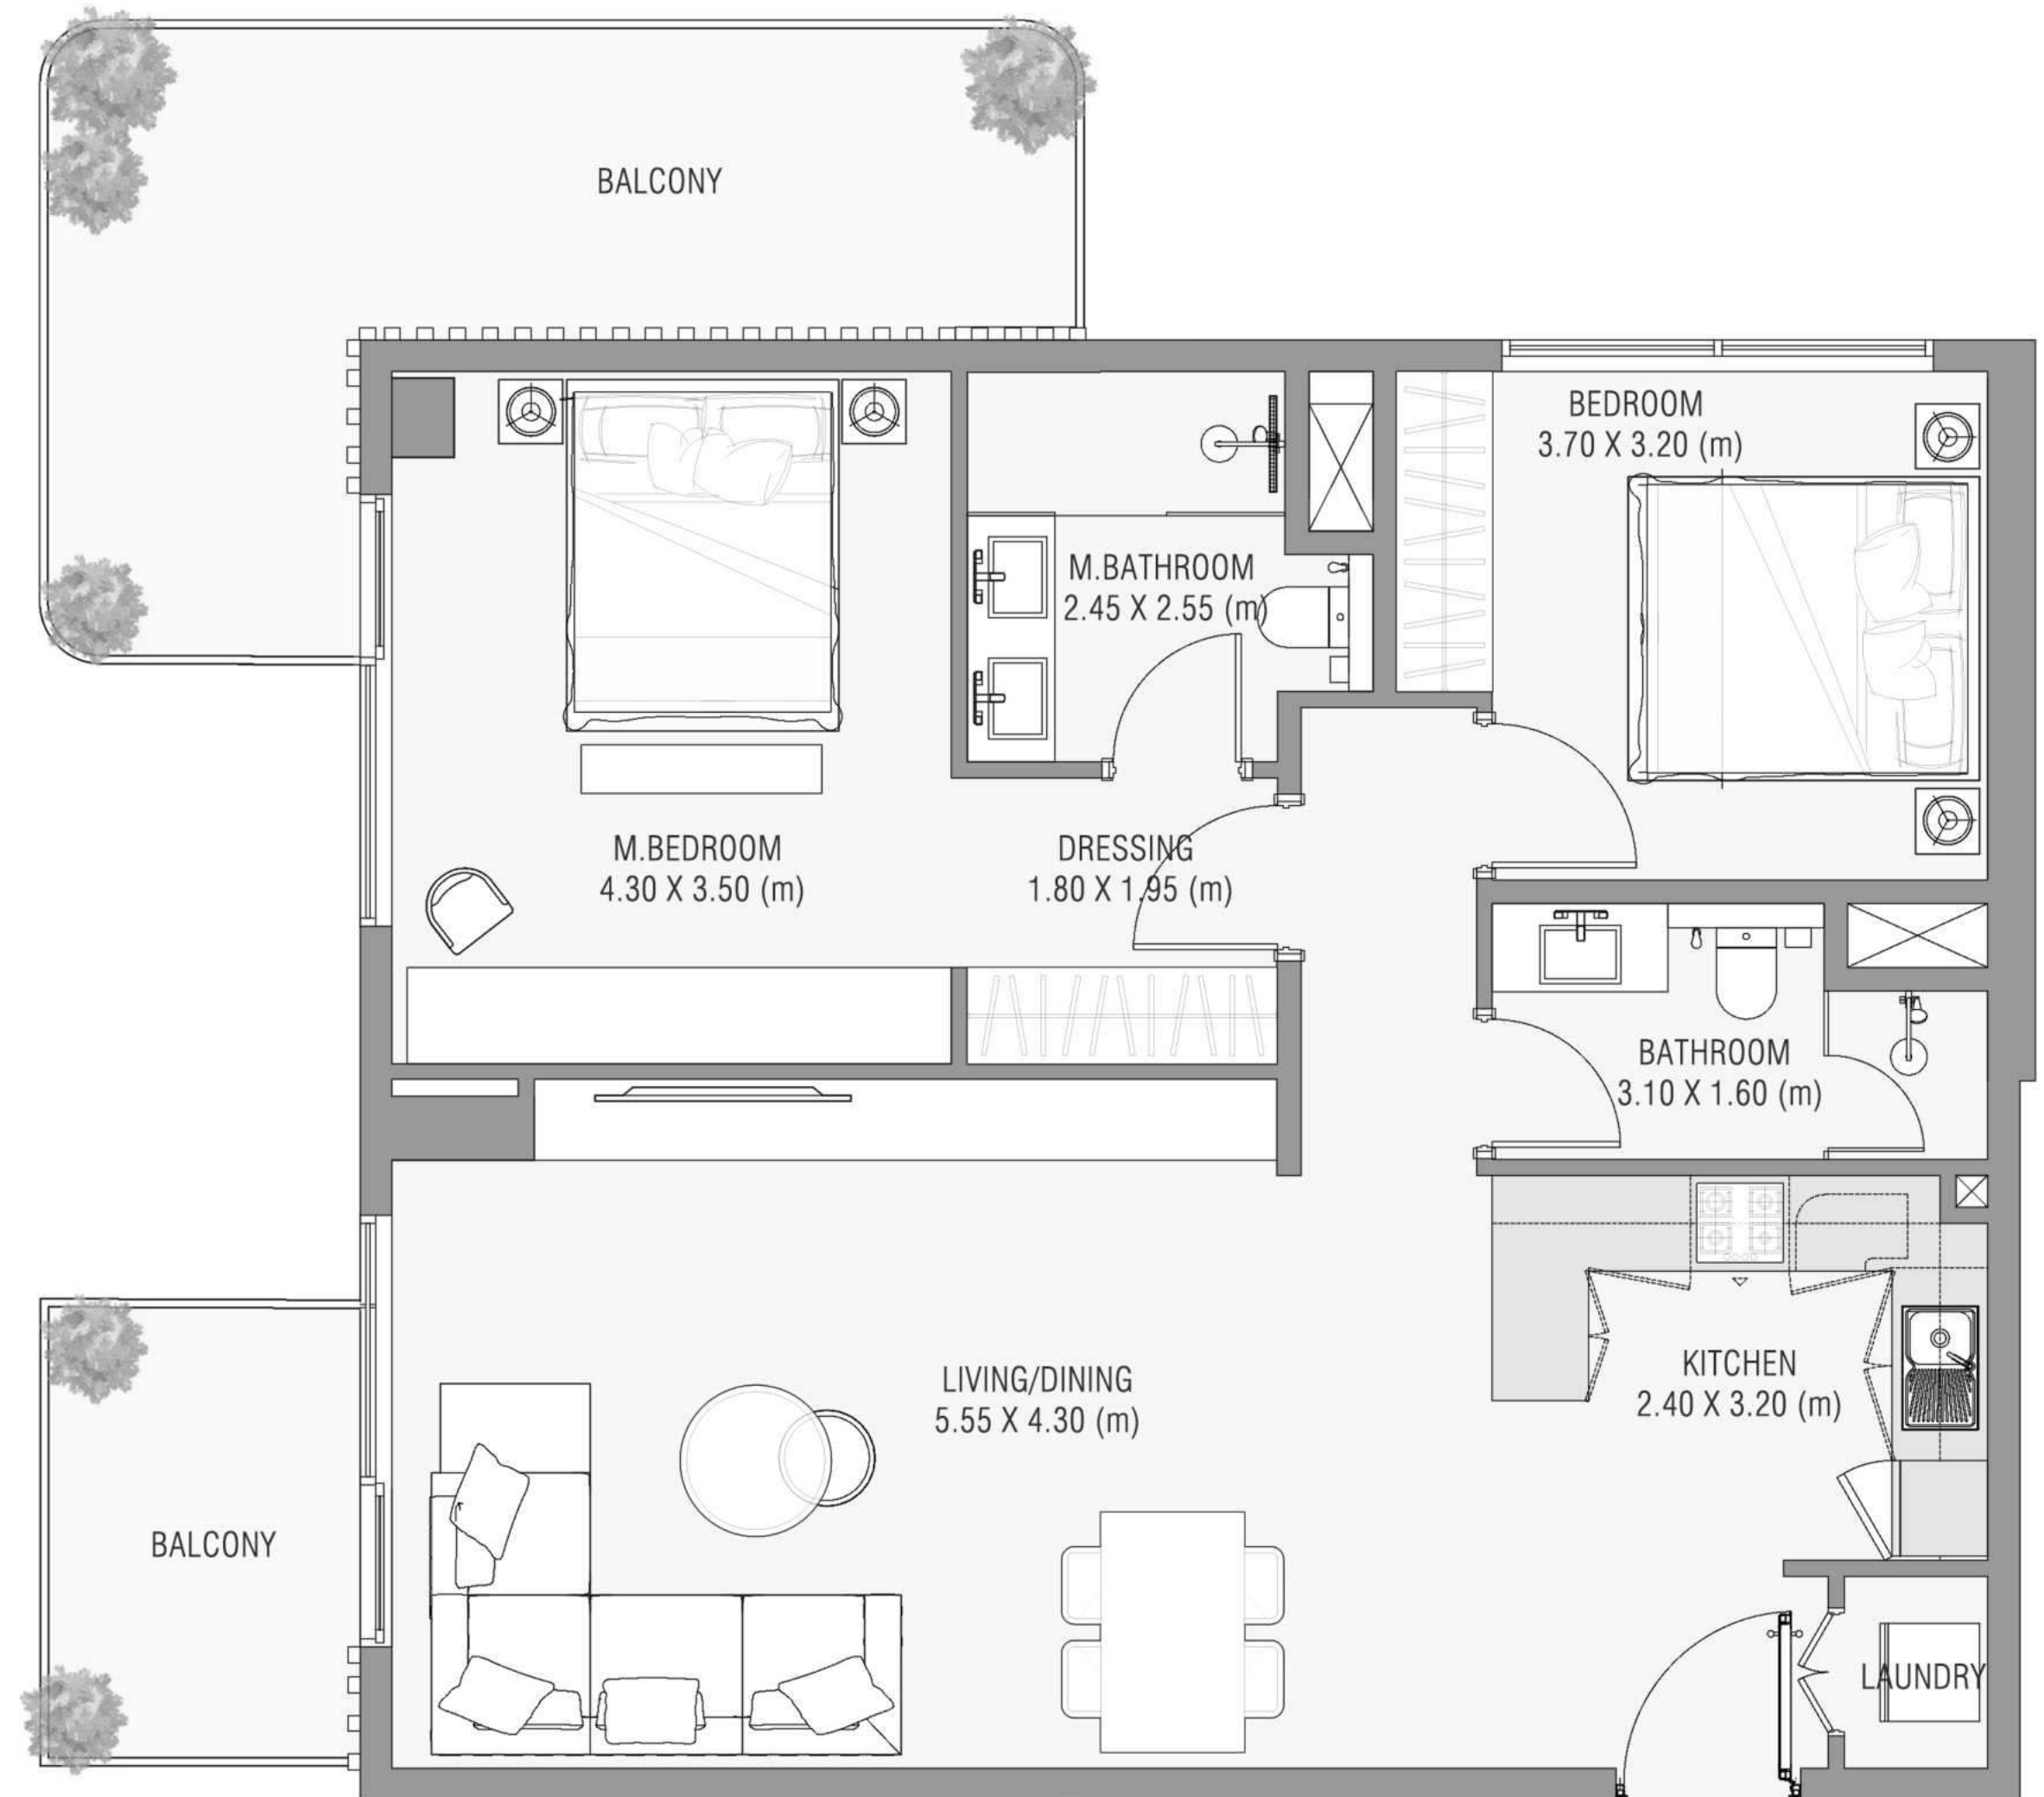 BALCONY
BEDROOM
3.70 X 3.20 (m)
M.BATHROOM
2.45 X 2.55 (m)
M.BEDROOM
4.30 X 3.50 (m)
DRESSING
1.80 X 1.95 (m)
BATHROOM
3.10 X 1.60 (m)
LIVING/DINING
5.55 X 4.30 (m)
KITCHEN
2.40 X 3.20 (m)
BALCONY
LAUNDRY